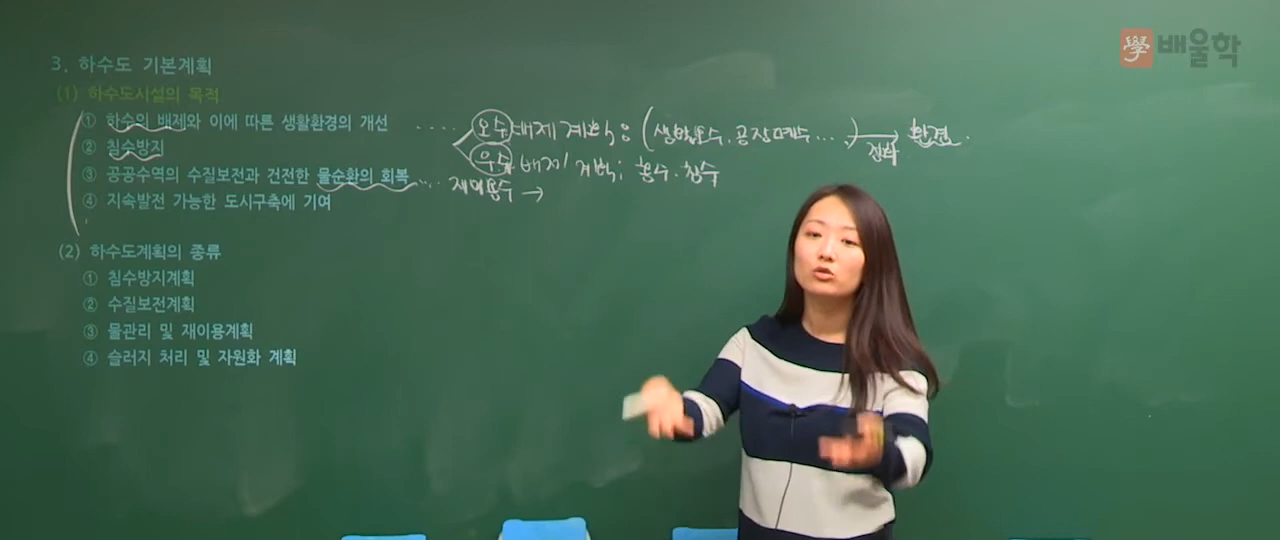 學 배울학
3. 하수도 기본계획
(1) 하수도시설의 목적
① 하수의 배제와 이에 따른 생활환경의 개선
② 침수방지
③ 공공수역의 수질보전과 건전한 물순환의 회복
④ 지속발전 가능한 도시구축에 기여
오수 배제 계획 : (생활오수, 공장폐수 ...) → 환경.
정화
우수 배제 계획 ; 홍수. 침수
재이용수 →
(2) 하수도계획의 종류
① 침수방지계획
② 수질보전계획
③ 물관리 및 재이용계획
④ 슬러지 처리 및 자원화 계획